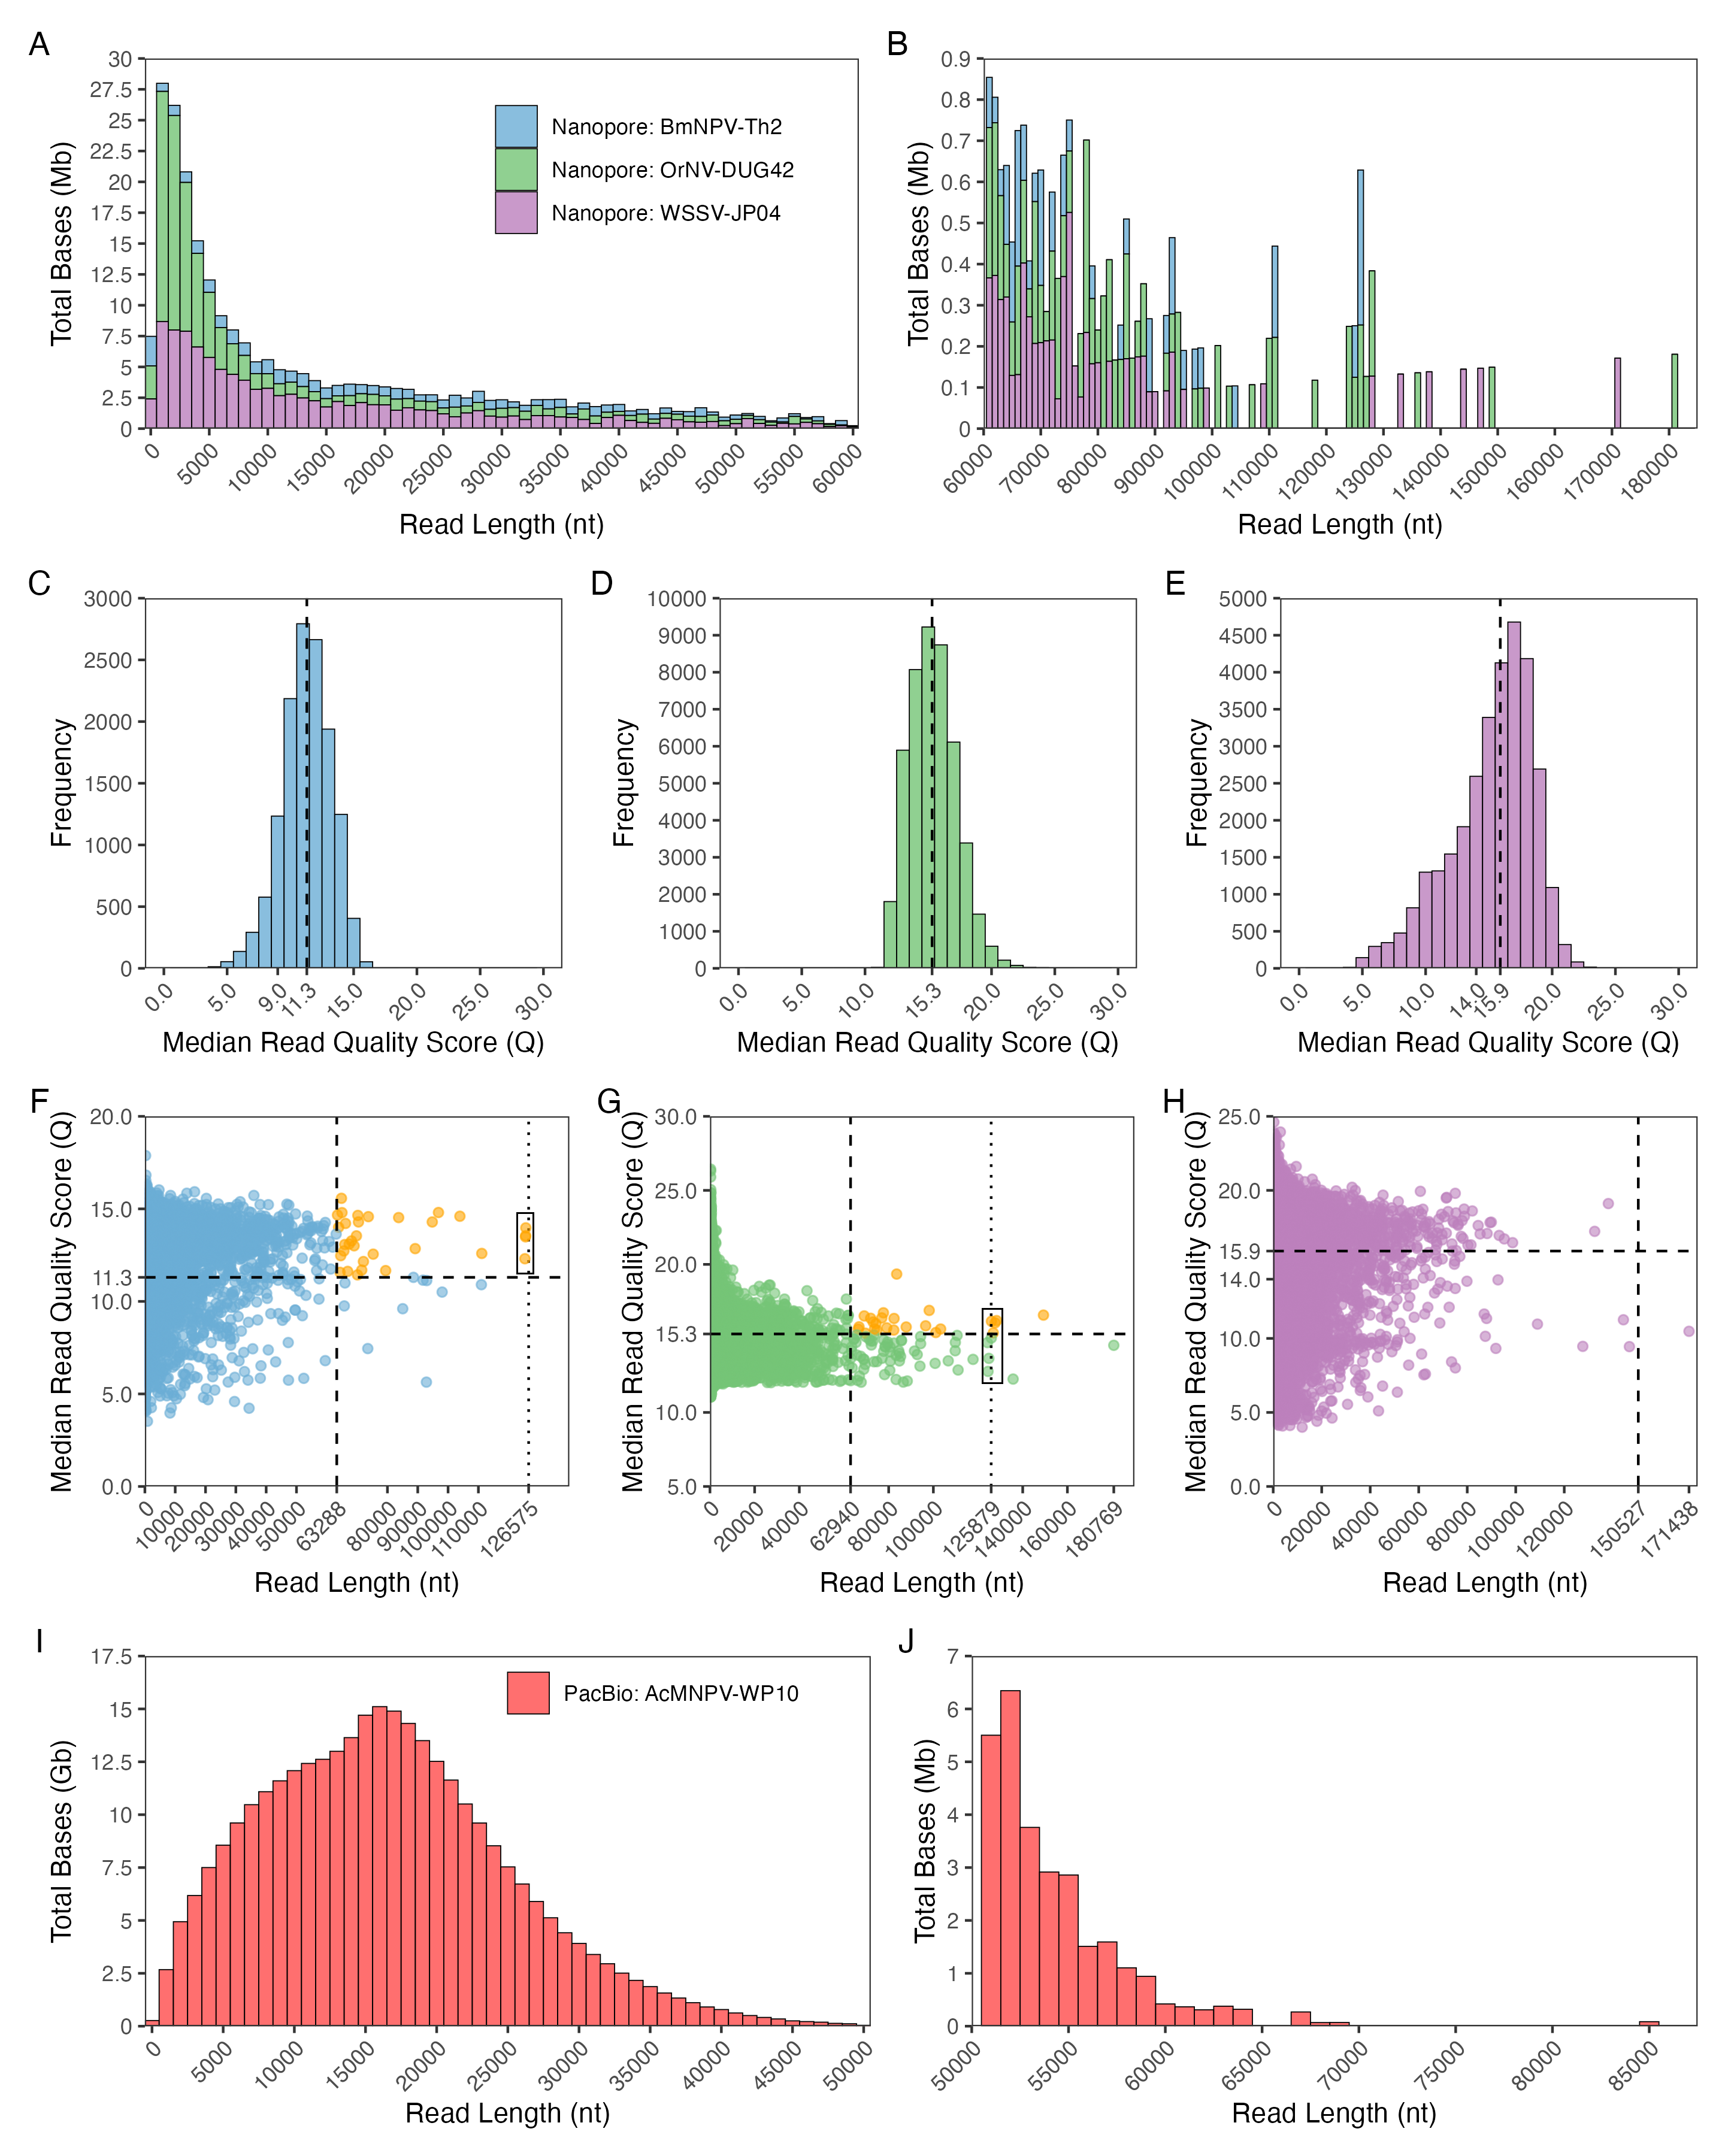 A
30
27.5
25
22.5
20
17.5
15
12.5
10
7.5
5
2.5
0
Total Bases (Mb)
Nanopore: BmNPV-Th2
Nanopore: OrNV-DUG42
Nanopore: WSSV-JP04
0 5000 10000 15000 20000 25000 30000 35000 40000 45000 50000 55000 60000
Read Length (nt)
B
0.9
0.8
0.7
0.6
0.5
0.4
0.3
0.2
0.1
0
Total Bases (Mb)
60000 70000 80000 90000 100000 110000 120000 130000 140000 150000 160000 170000 180000
Read Length (nt)
C
3000
2500
2000
1500
1000
500
0
Frequency
0.0 5.0 9.0 11.3 15.0 20.0 25.0 30.0
Median Read Quality Score (Q)
D
10000
9000
8000
7000
6000
5000
4000
3000
2000
1000
0
Frequency
0.0 5.0 10.0 15.3 20.0 25.0 30.0
Median Read Quality Score (Q)
E
5000
4500
4000
3500
3000
2500
2000
1500
1000
500
0
Frequency
0.0 5.0 10.0 14.0 15.9 20.0 25.0 30.0
Median Read Quality Score (Q)
F
20.0
15.0
11.3
10.0
5.0
0.0
Median Read Quality Score (Q)
0 10000 20000 30000 40000 50000 63288 80000 90000 100000 110000 126575
Read Length (nt)
G
30.0
25.0
20.0
15.3
10.0
5.0
Median Read Quality Score (Q)
0 20000 40000 62940 80000 100000 125879 140000 160000 180769
Read Length (nt)
H
25.0
20.0
15.9
14.0
10.0
5.0
0.0
Median Read Quality Score (Q)
0 20000 40000 60000 80000 100000 120000 150527 171438
Read Length (nt)
I
17.5
15
12.5
10
7.5
5
2.5
0
Total Bases (Gb)
PacBio: AcMNPV-WP10
0 5000 10000 15000 20000 25000 30000 35000 40000 45000 50000
Read Length (nt)
J
7
6
5
4
3
2
1
0
Total Bases (Mb)
50000 55000 60000 65000 70000 75000 80000 85000
Read Length (nt)